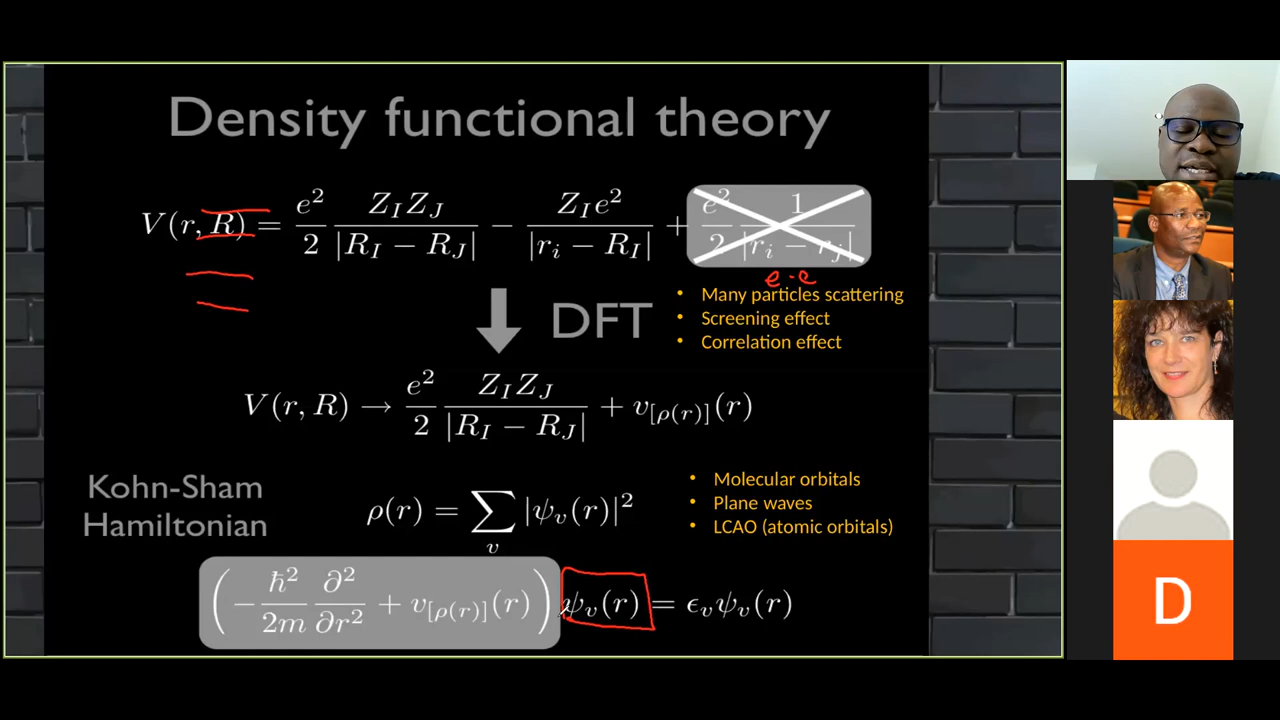 Density functional theory
V(r, R) = e²/2 Z_I Z_J/|R_I − R_J| − Z_I e²/|r_i − R_I| + e²/2 1/|r_i − r_j|
e-e
• Many particles scattering
DFT • Screening effect
• Correlation effect
V(r, R) → e²/2 Z_I Z_J/|R_I − R_J| + v_[ρ(r)](r)
Kohn-Sham
Hamiltonian
ρ(r) = ∑_v |ψ_v(r)|²
• Molecular orbitals
• Plane waves
• LCAO (atomic orbitals)
(−ħ²/2m ∂²/∂r² + v_[ρ(r)](r)) ψ_v(r) = ϵ_v ψ_v(r)
D